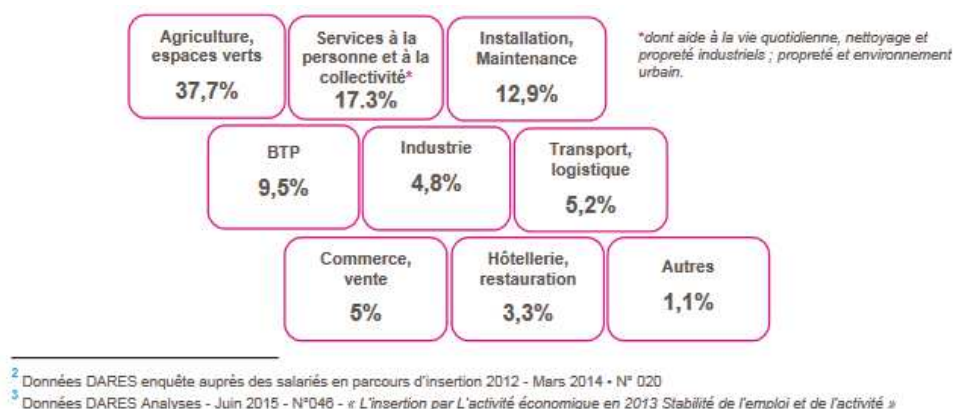 Agriculture,
espaces verts
37,7%
Services à la
personne et à la
collectivité*
17.3%
Installation,
Maintenance
12,9%
*dont aide à la vie quotidienne, nettoyage et
propreté industriels ; propreté et environnement
urbain.
BTP
9,5%
Industrie
4,8%
Transport,
logistique
5,2%
Commerce,
vente
5%
Hôtellerie,
restauration
3,3%
Autres
1,1%
2 Données DARES enquête auprès des salariés en parcours d'insertion 2012 - Mars 2014 • N° 020
3 Données DARES Analyses - Juin 2015 - N°046 - « L'insertion par L'activité économique en 2013 Stabilité de l'emploi et de l'activité »